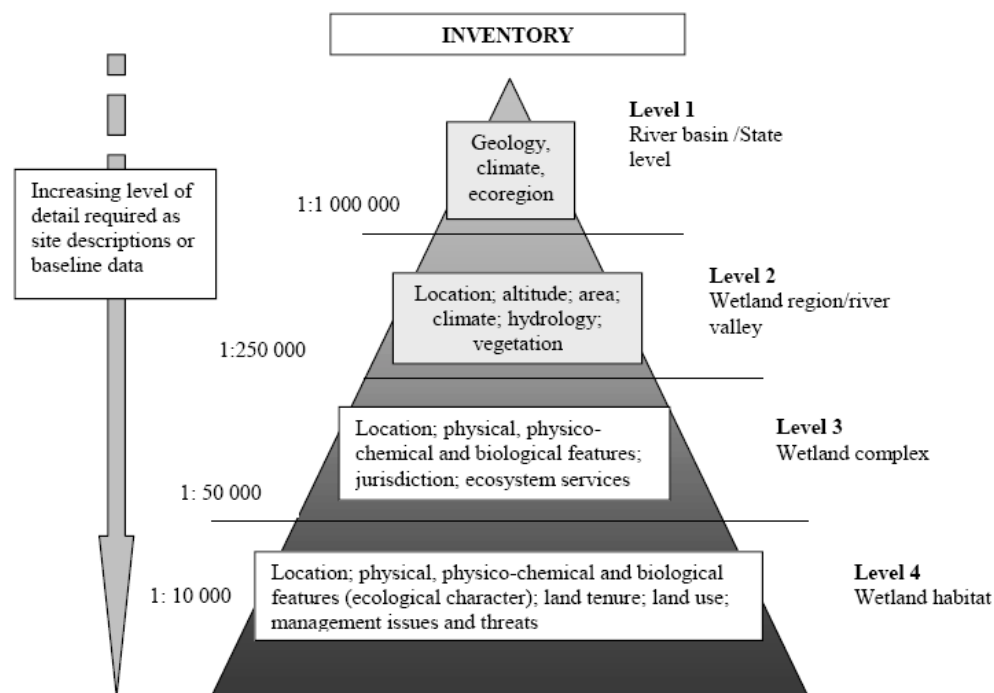 INVENTORY
Increasing level of
detail required as
site descriptions or
baseline data
Geology,
climate,
ecoregion
Level 1
River basin /State
level
1:1 000 000
Location; altitude; area;
climate; hydrology;
vegetation
Level 2
Wetland region/river
valley
1:250 000
Location; physical, physico-
chemical and biological features;
jurisdiction; ecosystem services
Level 3
Wetland complex
1: 50 000
Location; physical, physico-chemical and biological
features (ecological character); land tenure; land use;
management issues and threats
Level 4
Wetland habitat
1: 10 000